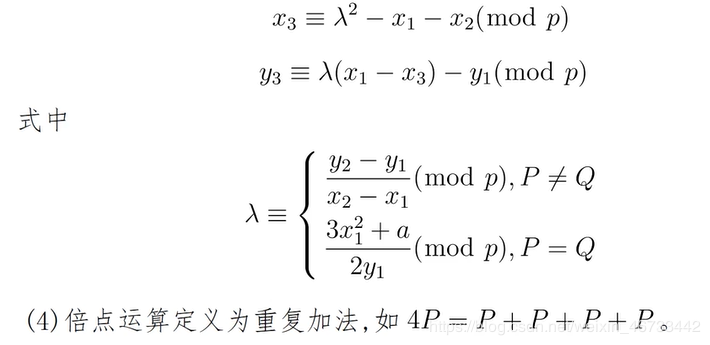 x₃ ≡ λ² − x₁ − x₂(mod p)
y₃ ≡ λ(x₁ − x₃) − y₁(mod p)
式中
λ ≡ { (y₂ − y₁)/(x₂ − x₁) (mod p), P ≠ Q
(3x₁² + a)/(2y₁) (mod p), P = Q
(4)倍点运算定义为重复加法,如 4P = P + P + P + P。